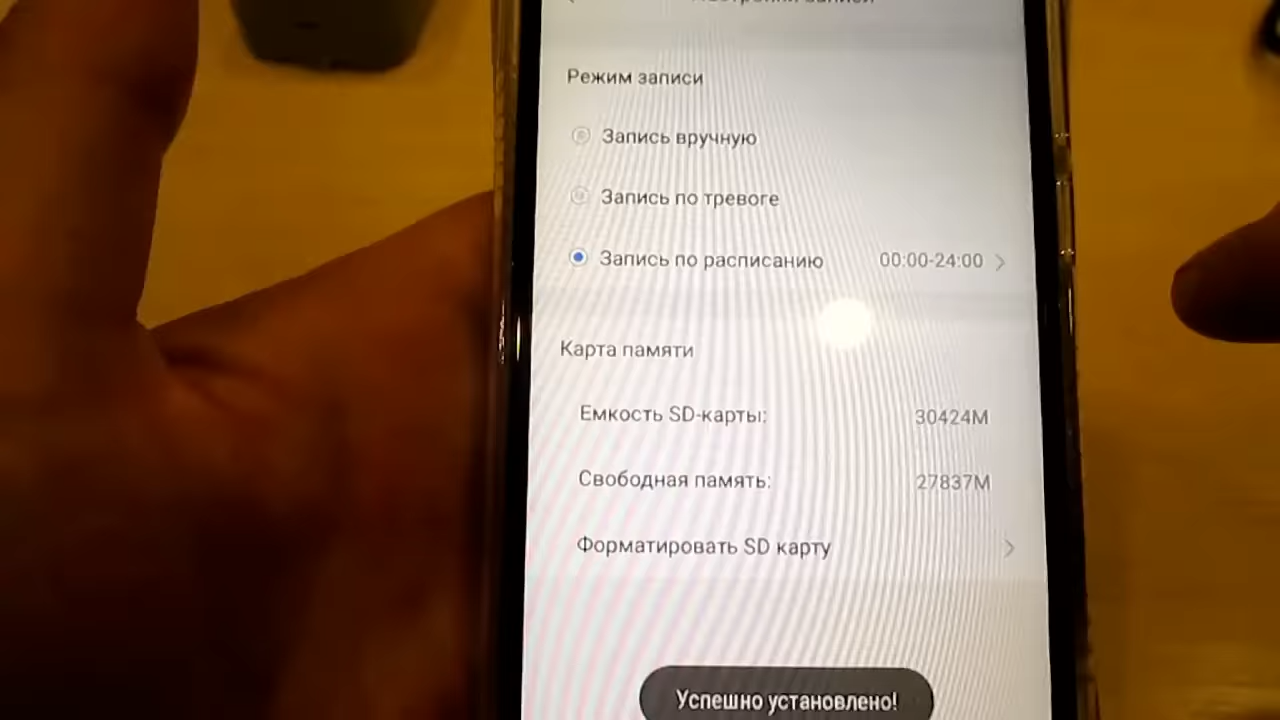 Режим записи
Запись вручную
Запись по тревоге
Запись по расписанию 00:00-24:00
Карта памяти
Емкость SD-карты: 30424M
Свободная память: 27837M
Форматировать SD карту
Успешно установлено!